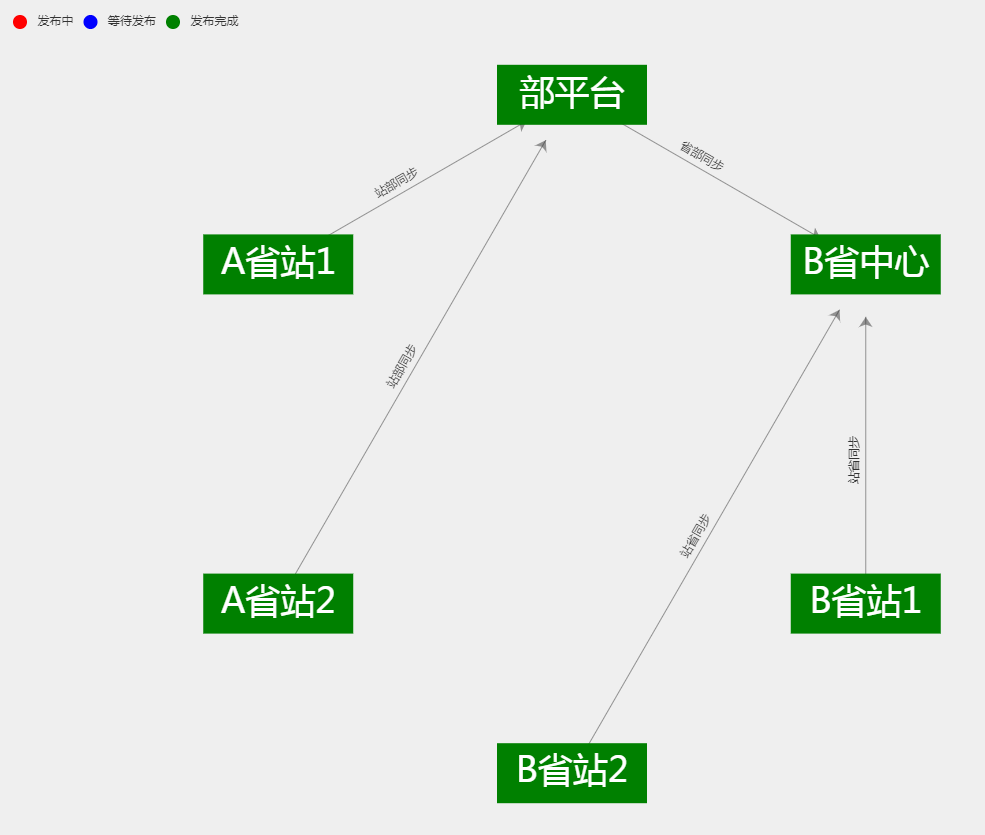 发布中 等待发布 发布完成
部平台
站部同步
省部同步
A省站1
B省中心
站部同步
站省同步
站省同步
A省站2
B省站1
B省站2